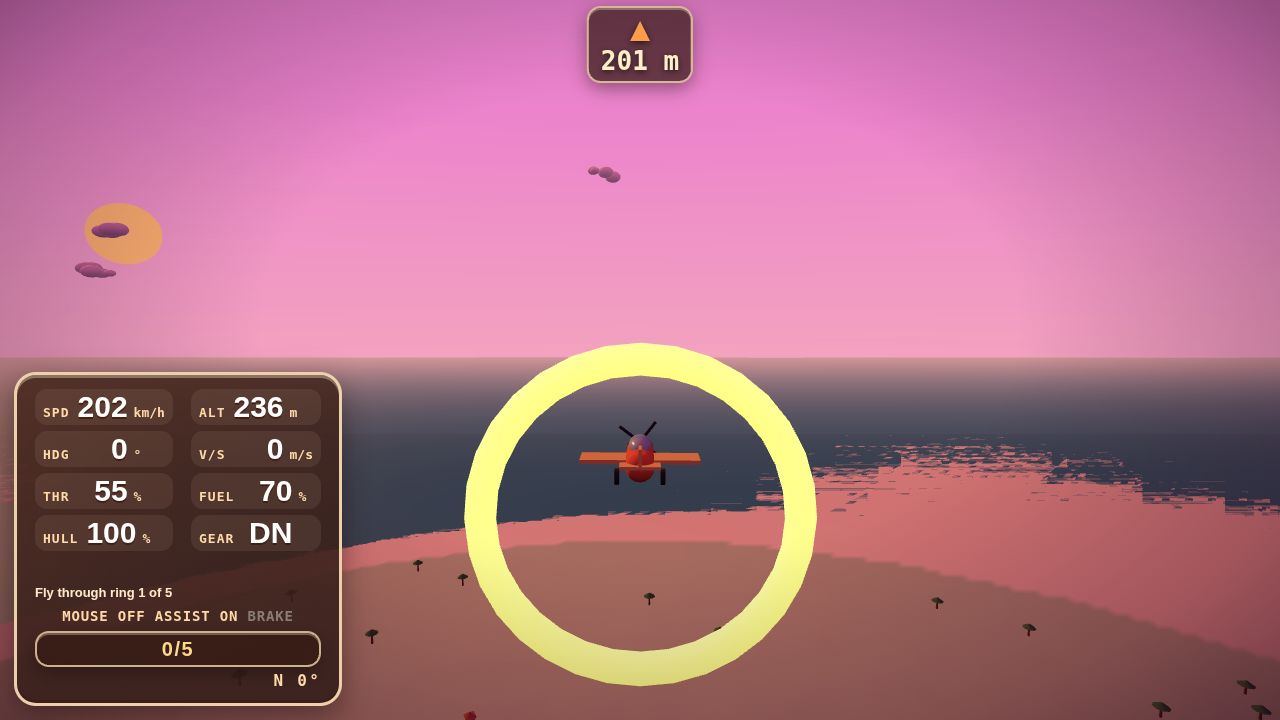 ▲
201 m
SPD 202 km/h ALT 236 m
HDG 0 ° V/S 0 m/s
THR 55 % FUEL 70 %
HULL 100 % GEAR DN
Fly through ring 1 of 5
MOUSE OFF ASSIST ON BRAKE
0/5
N 0°